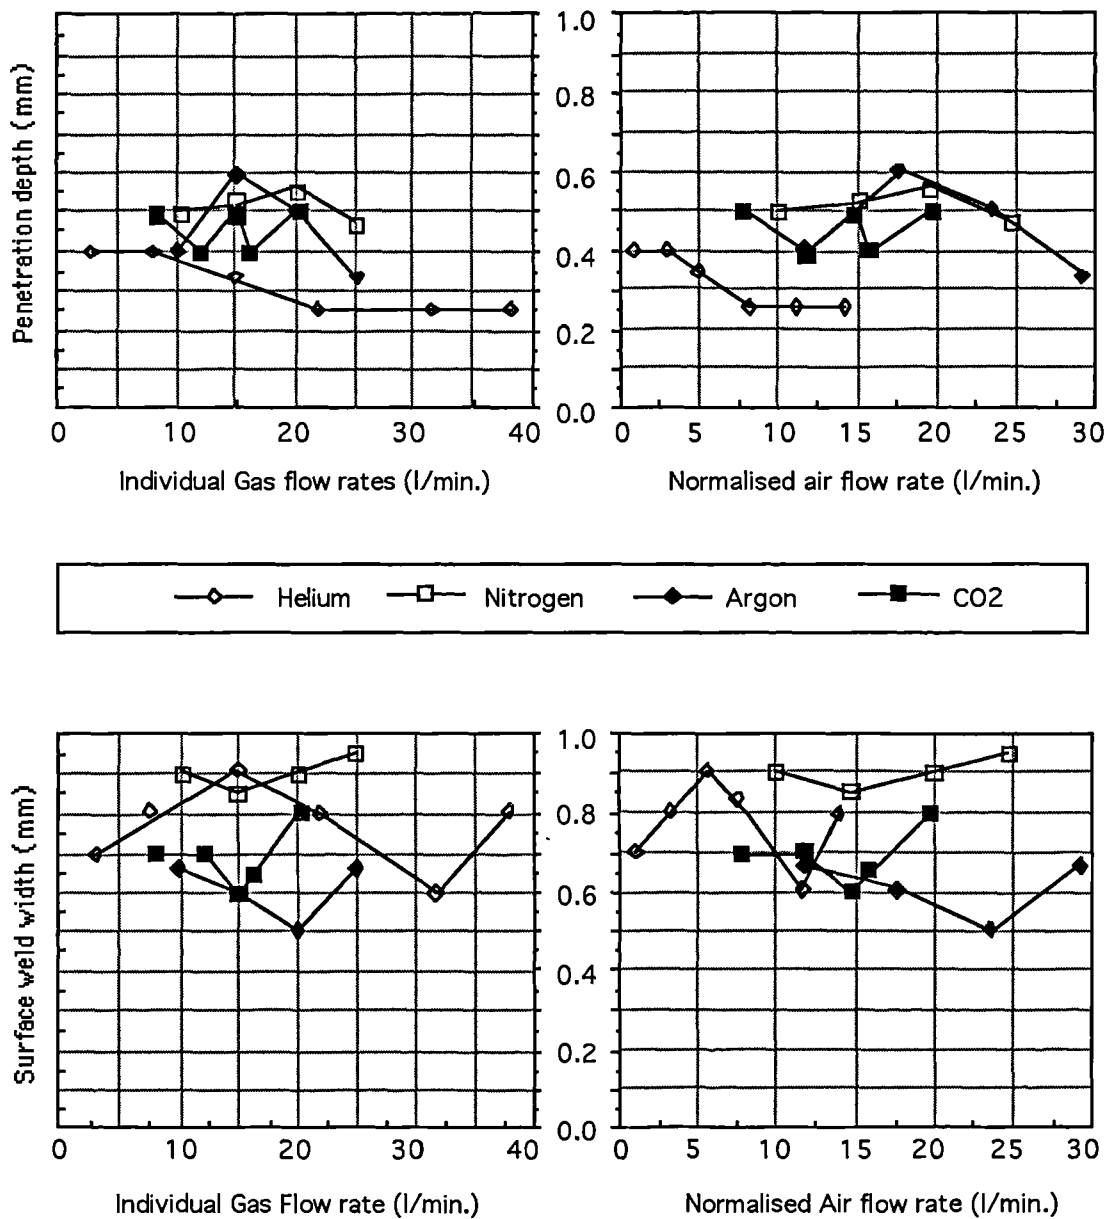 Penetration depth (mm)
1.0
0.8
0.6
0.4
0.2
0.0
0 10 20 30 40
0 5 10 15 20 25 30
Individual Gas flow rates (l/min.)
Normalised air flow rate (l/min.)
Helium Nitrogen Argon CO2
Surface weld width (mm)
1.0
0.8
0.6
0.4
0.2
0.0
0 10 20 30 40
0 5 10 15 20 25 30
Individual Gas Flow rate (l/min.)
Normalised Air flow rate (l/min.)